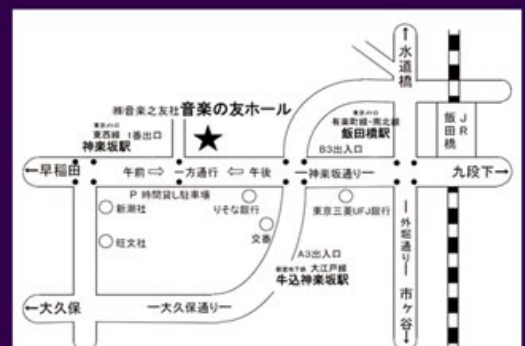 ↑水道橋
㈱音楽之友社 音楽の友ホール
★
東京メトロ
東西線 1番出口
神楽坂駅
東京メトロ
有楽町線・南北線
飯田橋駅
B3出入口
JR
飯田橋
←早稲田
午前 ⇨ 一方通行 ⇦ 午後
神楽坂通り
九段下→
P 時間貸し駐車場
新潮社
りそな銀行
東京三菱UFJ銀行
旺文社
交番
A3出入口
都営地下鉄 大江戸線
牛込神楽坂駅
外堀通り
市ヶ谷
←大久保
大久保通り